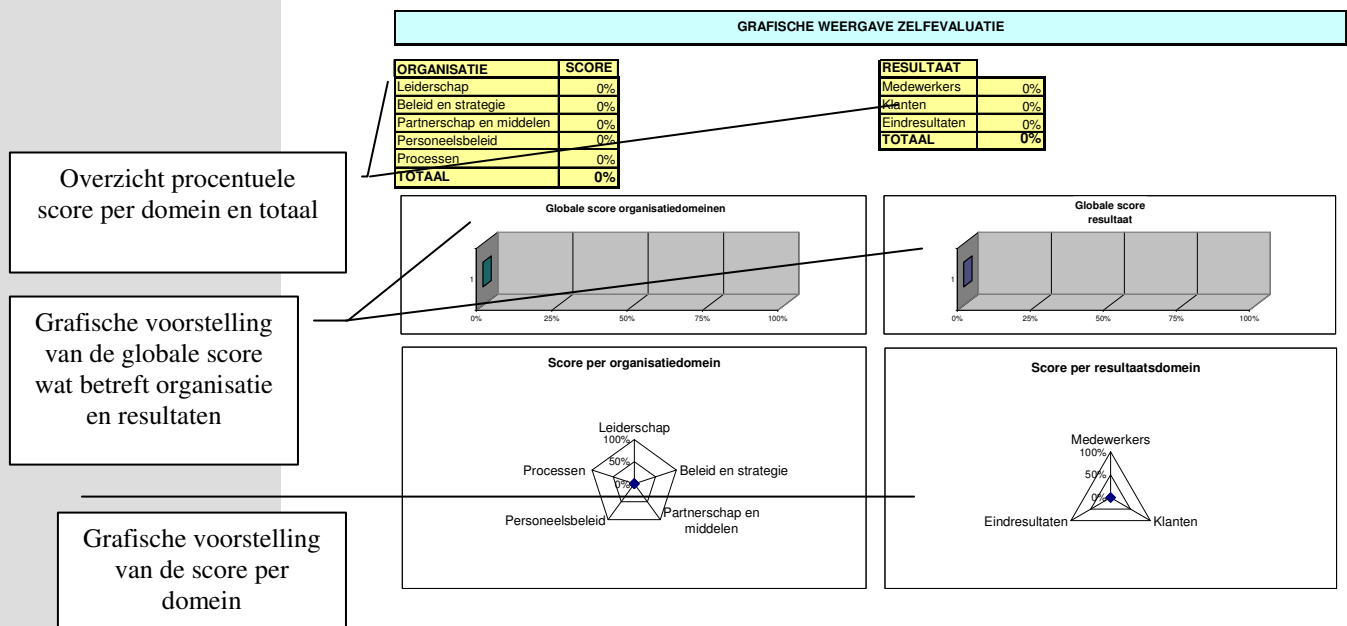 GRAFISCHE WEERGAVE ZELFEVALUATIE
ORGANISATIE SCORE
Leiderschap 0%
Beleid en strategie 0%
Partnerschap en middelen 0%
Personeelsbeleid 0%
Processen 0%
TOTAAL 0%
RESULTAAT
Medewerkers 0%
Klanten 0%
Eindresultaten 0%
TOTAAL 0%
Overzicht procentuele
score per domein en totaal
Globale score organisatiedomeinen
1
0% 25% 50% 75% 100%
Globale score
resultaat
1
0% 25% 50% 75% 100%
Grafische voorstelling
van de globale score
wat betreft organisatie
en resultaten
Score per organisatiedomein
Leiderschap
100%
50%
0%
Processen
Beleid en strategie
Personeelsbeleid
Partnerschap en
middelen
Score per resultaatsdomein
Medewerkers
100%
50%
0%
Eindresultaten
Klanten
Grafische voorstelling
van de score per
domein